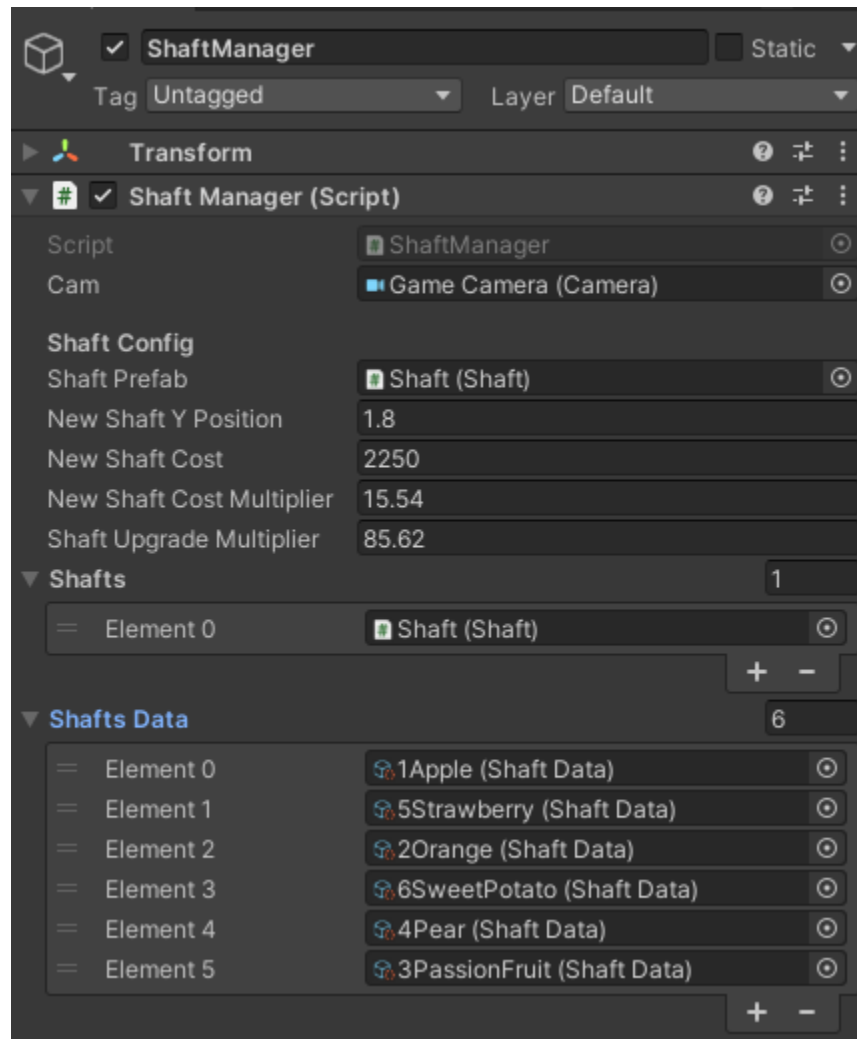 ShaftManager Static
Tag Untagged Layer Default
Transform
# Shaft Manager (Script)
Script ShaftManager
Cam Game Camera (Camera)
Shaft Config
Shaft Prefab Shaft (Shaft)
New Shaft Y Position 1.8
New Shaft Cost 2250
New Shaft Cost Multiplier 15.54
Shaft Upgrade Multiplier 85.62
Shafts 1
Element 0 Shaft (Shaft)
+ -
Shafts Data 6
Element 0 1Apple (Shaft Data)
Element 1 5Strawberry (Shaft Data)
Element 2 2Orange (Shaft Data)
Element 3 6SweetPotato (Shaft Data)
Element 4 4Pear (Shaft Data)
Element 5 3PassionFruit (Shaft Data)
+ -